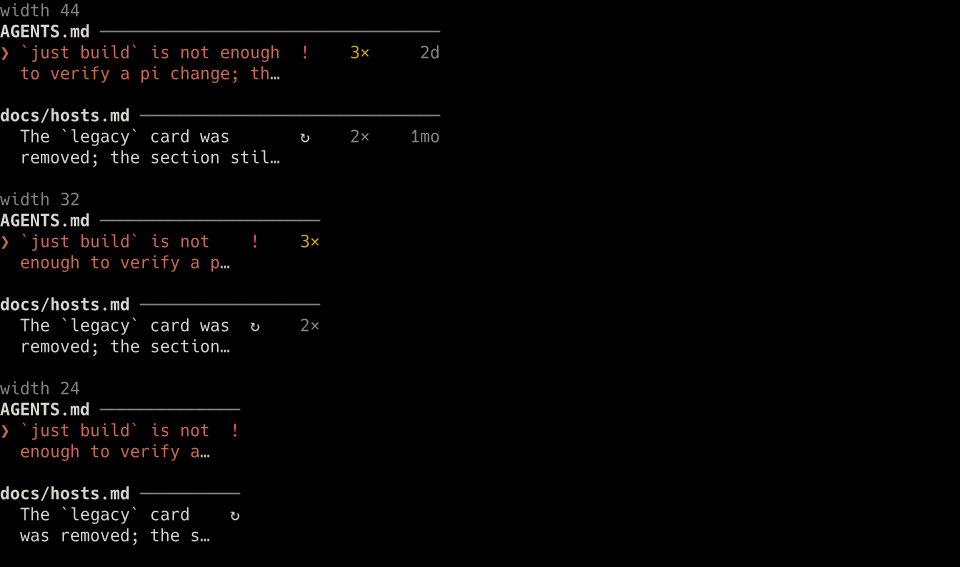 width 44
AGENTS.md ──────────────────────────────────
❯ `just build` is not enough  !    3×     2d
  to verify a pi change; th…

docs/hosts.md ──────────────────────────────
  The `legacy` card was       ↻    2×    1mo
  removed; the section stil…

width 32
AGENTS.md ──────────────────────
❯ `just build` is not    !    3×
  enough to verify a p…

docs/hosts.md ──────────────────
  The `legacy` card was  ↻    2×
  removed; the section…

width 24
AGENTS.md ──────────────
❯ `just build` is not  !
  enough to verify a…

docs/hosts.md ──────────
  The `legacy` card    ↻
  was removed; the s…